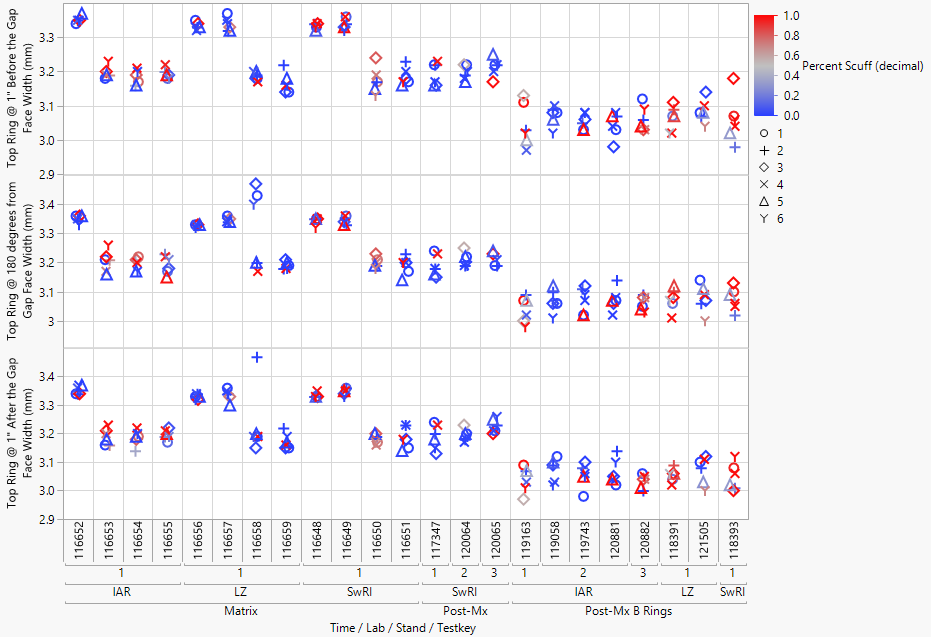 Top Ring @ 1" Before the Gap
Face Width (mm)
3.3
3.2
3.1
3.0
2.9
Top Ring @ 180 degrees from
Gap Face Width (mm)
3.4
3.3
3.2
3.1
3
Top Ring @ 1" After the Gap
Face Width (mm)
3.4
3.3
3.2
3.1
3.0
2.9
116652 116653 116654 116655 116656 116657 116658 116659 116648 116649 116650 116651 117347 120064 120065 119163 119058 119743 120881 120882 118391 121505 118393
1 1 1 1 2 3 1 2 3 1 1
IAR LZ SwRI SwRI IAR LZ SwRI
Matrix Post-Mx Post-Mx B Rings
Time / Lab / Stand / Testkey
1.0
0.8
0.6
0.4
0.2
0.0
Percent Scuff (decimal)
1
2
3
4
5
6